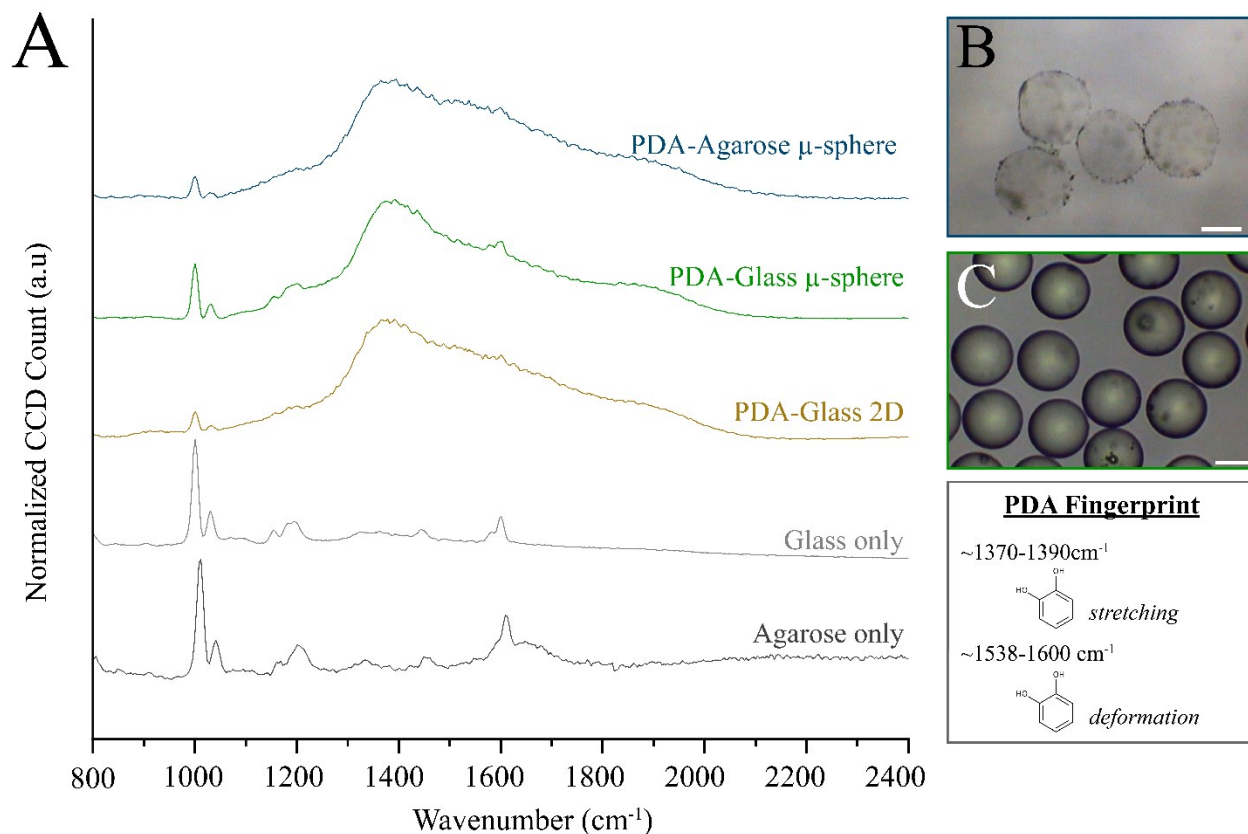 A
PDA-Agarose μ-sphere
PDA-Glass μ-sphere
PDA-Glass 2D
Glass only
Agarose only
Normalized CCD Count (a.u)
800 1000 1200 1400 1600 1800 2000 2200 2400
Wavenumber (cm-1)
B
C
PDA Fingerprint
~1370-1390cm-1
OH
HO
stretching
~1538-1600 cm-1
OH
HO
deformation